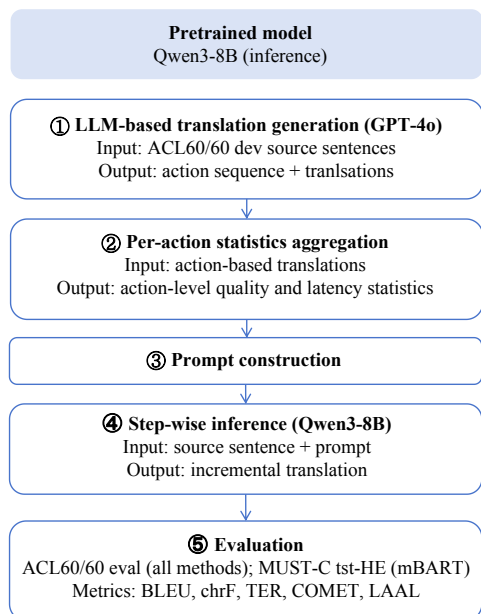 Pretrained model
Qwen3-8B (inference)
① LLM-based translation generation (GPT-4o)
Input: ACL60/60 dev source sentences
Output: action sequence + tranlsations
② Per-action statistics aggregation
Input: action-based translations
Output: action-level quality and latency statistics
③ Prompt construction
④ Step-wise inference (Qwen3-8B)
Input: source sentence + prompt
Output: incremental translation
⑤ Evaluation
ACL60/60 eval (all methods); MUST-C tst-HE (mBART)
Metrics: BLEU, chrF, TER, COMET, LAAL